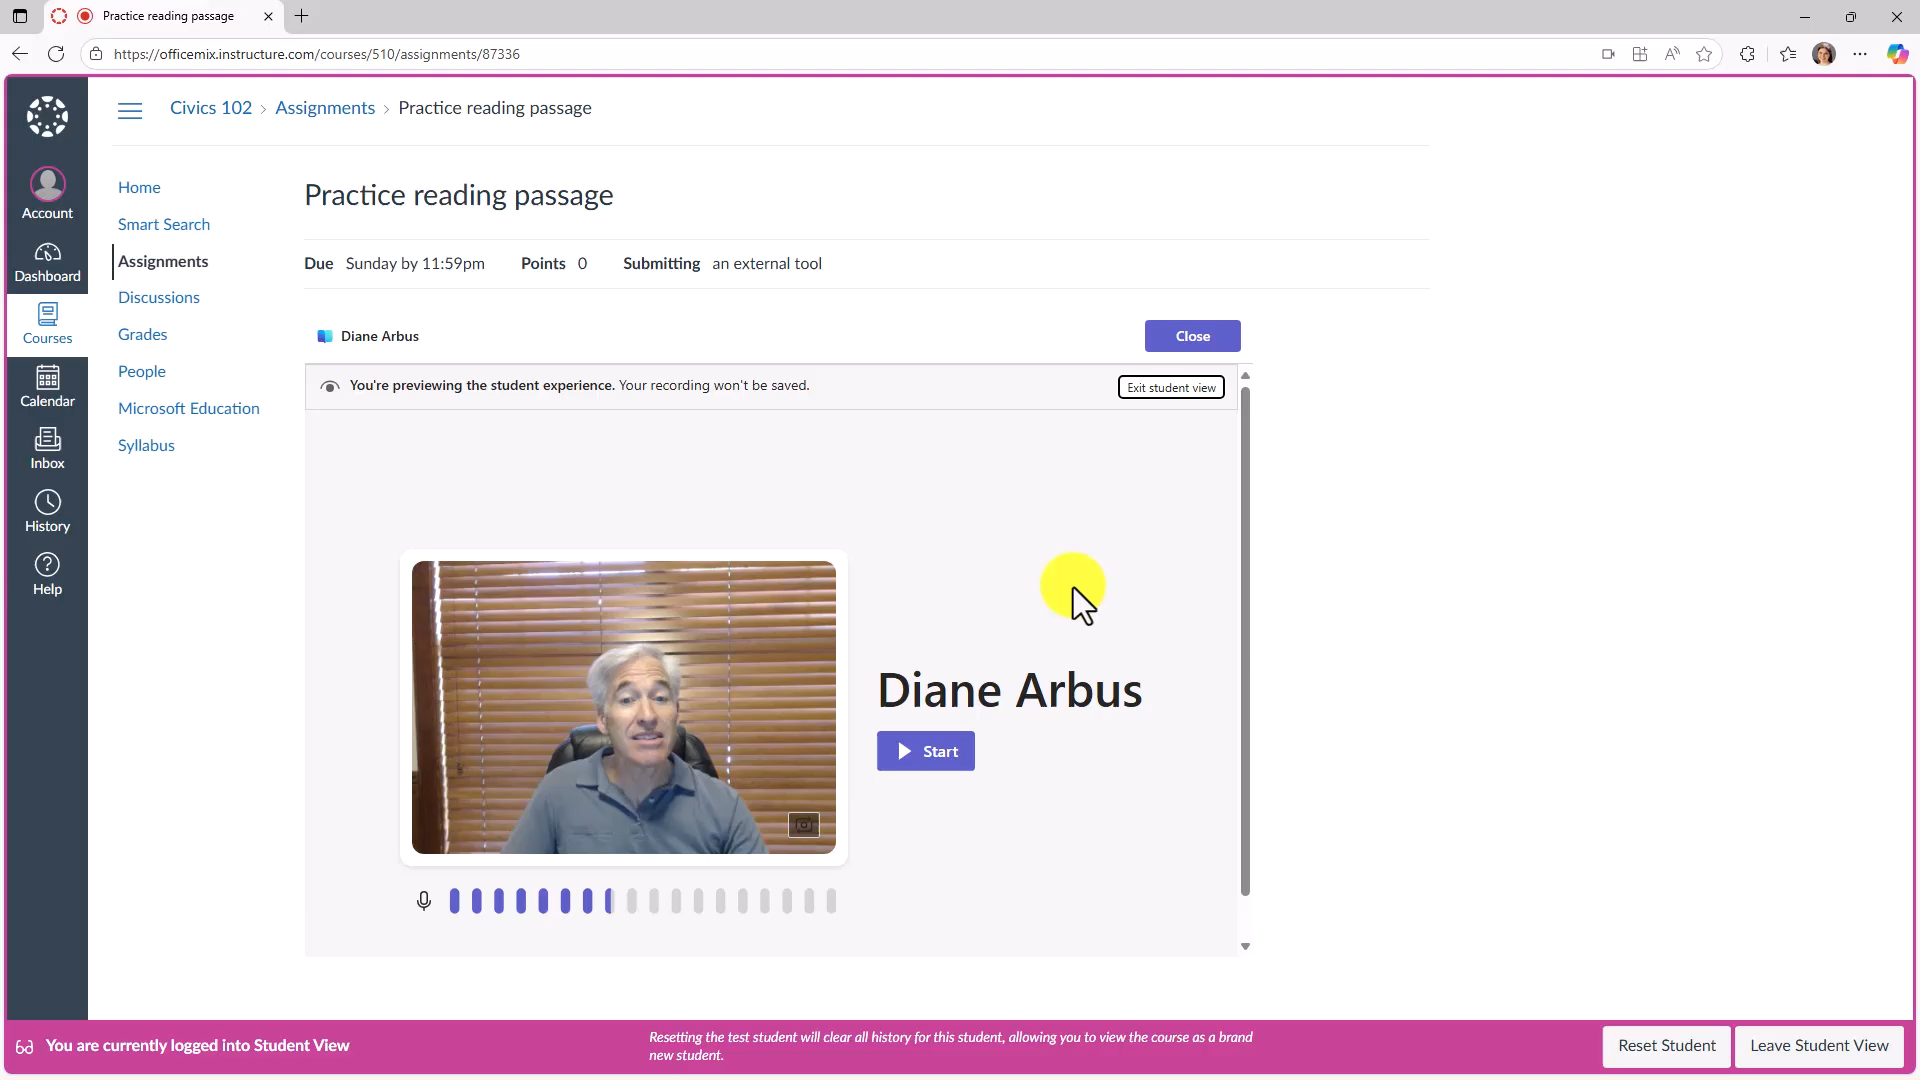 Practice reading passage
https://officemix.instructure.com/courses/510/assignments/87336
Civics 102 › Assignments › Practice reading passage
Account
Dashboard
Courses
Calendar
Inbox
History
Help
Home
Smart Search
Assignments
Discussions
Grades
People
Microsoft Education
Syllabus
Practice reading passage
Due Sunday by 11:59pm Points 0 Submitting an external tool
Diane Arbus
Close
You're previewing the student experience. Your recording won't be saved.
Exit student view
Diane Arbus
Start
You are currently logged into Student View
Resetting the test student will clear all history for this student, allowing you to view the course as a brand
new student.
Reset Student
Leave Student View